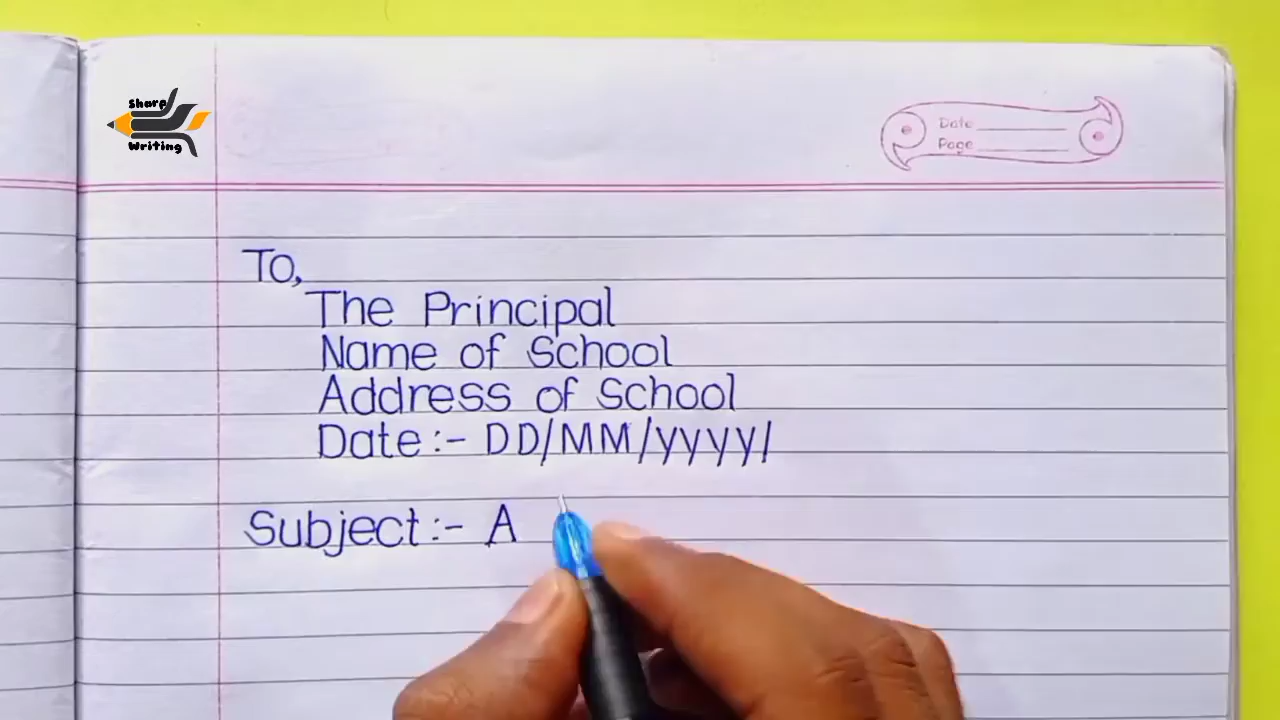 Sharp
Writing
Date
Page
To,
The Principal
Name of School
Address of School
Date :- DD/MM/yyyy/
Subject :- A